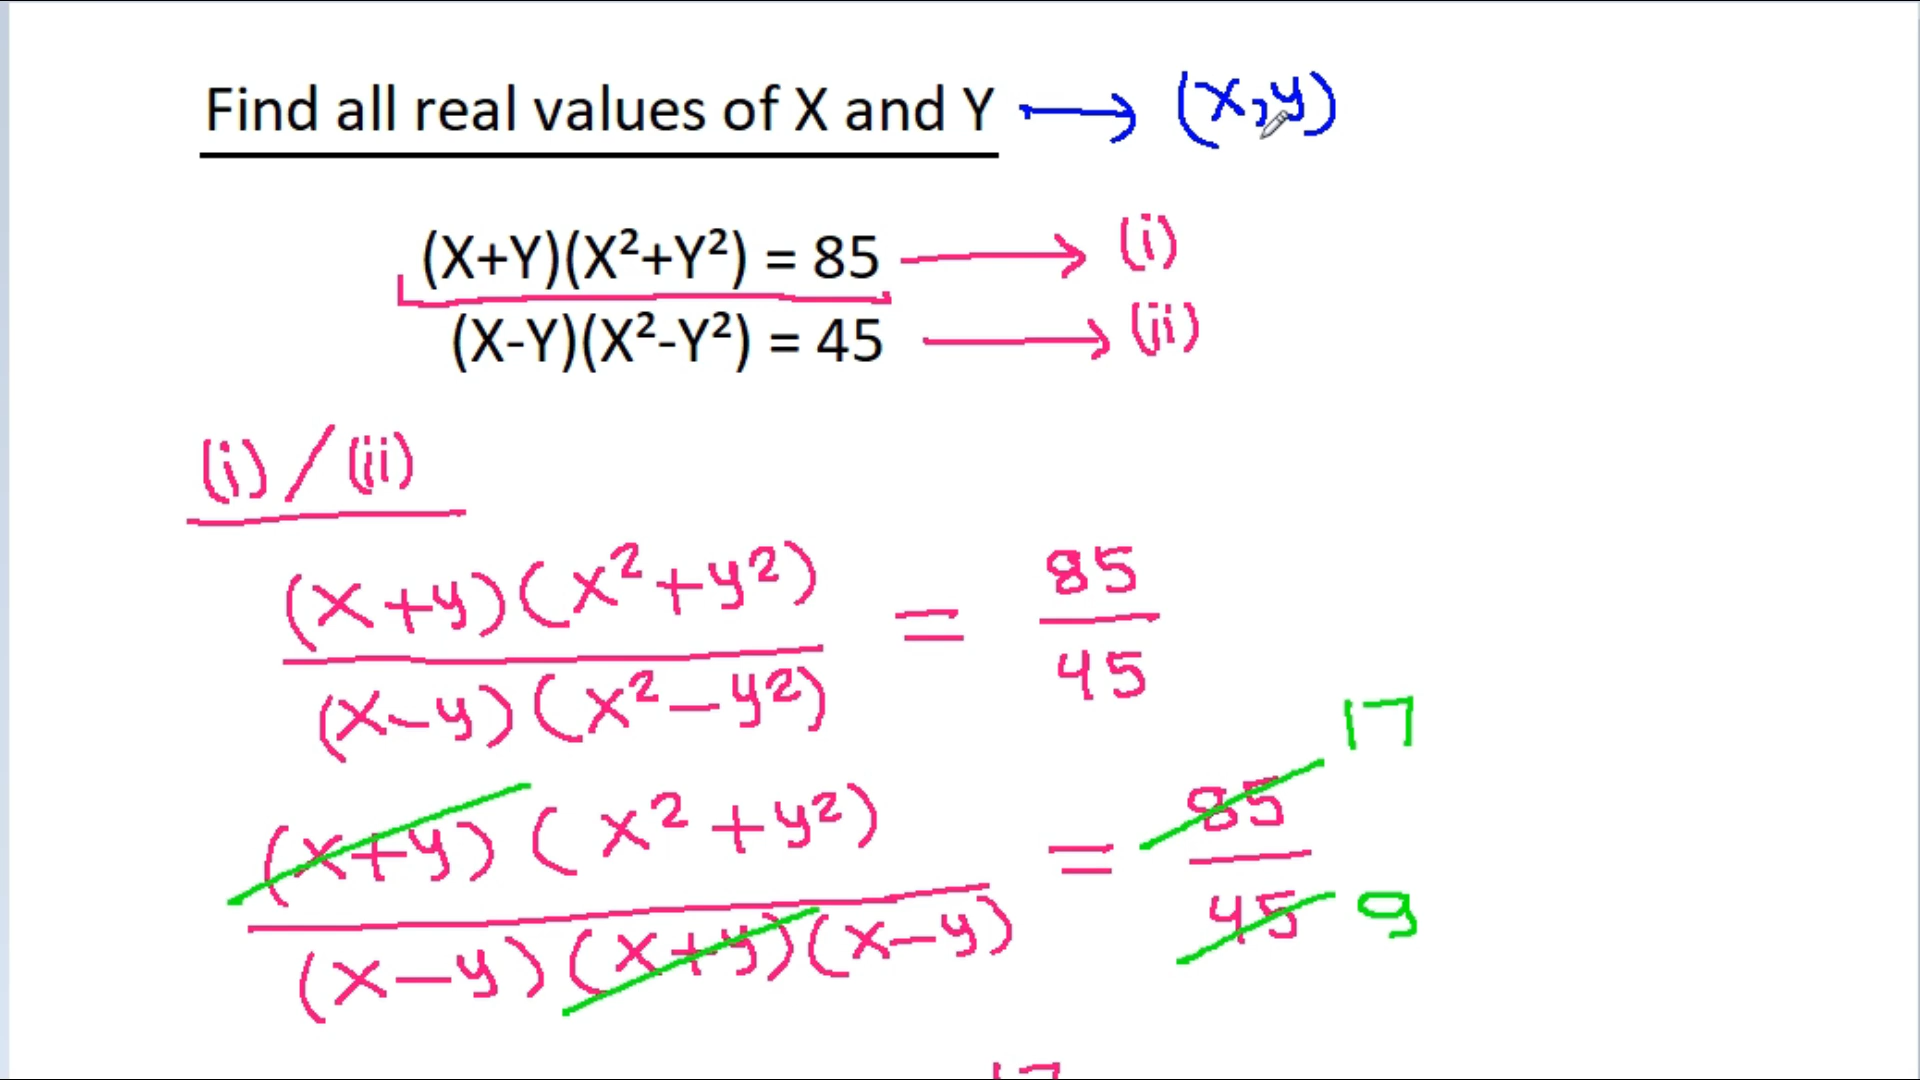 Find all real values of X and Y → (x,y)
(X+Y)(X²+Y²) = 85 → (i)
(X-Y)(X²-Y²) = 45 → (ii)
(i) / (ii)
(x+y)(x²+y²) / (x-y)(x²-y²) = 85 / 45
17
(x+y)(x²+y²) / (x-y)(x+y)(x-y) = 85 / 45
9